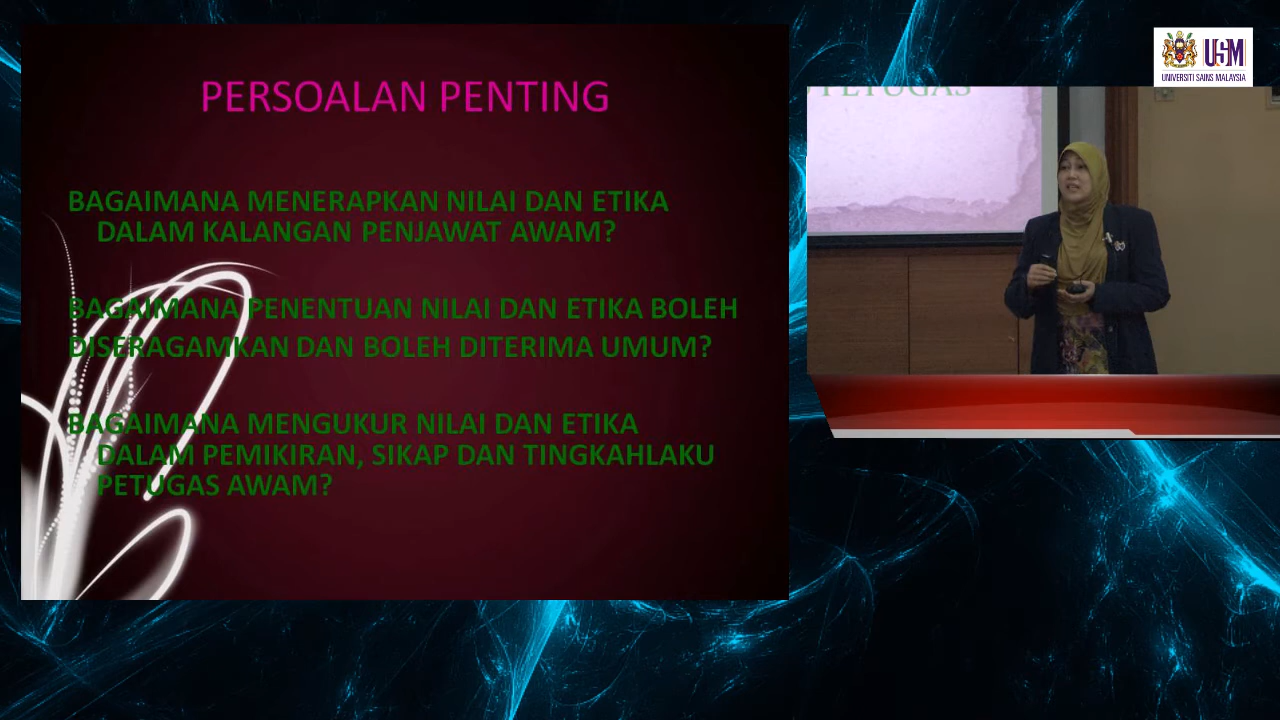 PERSOALAN PENTING
BAGAIMANA MENERAPKAN NILAI DAN ETIKA
DALAM KALANGAN PENJAWAT AWAM?
BAGAIMANA PENENTUAN NILAI DAN ETIKA BOLEH
DISERAGAMKAN DAN BOLEH DITERIMA UMUM?
BAGAIMANA MENGUKUR NILAI DAN ETIKA
DALAM PEMIKIRAN, SIKAP DAN TINGKAHLAKU
PETUGAS AWAM?
USM
UNIVERSITI SAINS MALAYSIA
PETUGAS